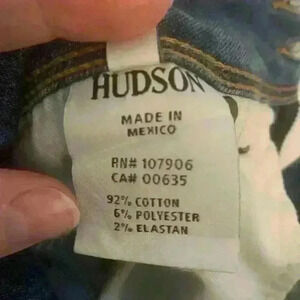 HUDSON
MADE IN
MEXICO
RN# 107906
CA# 00635
92% COTTON
6% POLYESTER
2% ELASTAN